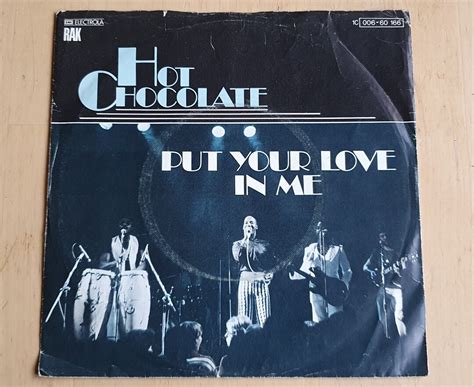 EMI ELECTROLA
RAK
1C 006-60 166
HOT
CHOCOLATE
PUT YOUR LOVE
IN ME